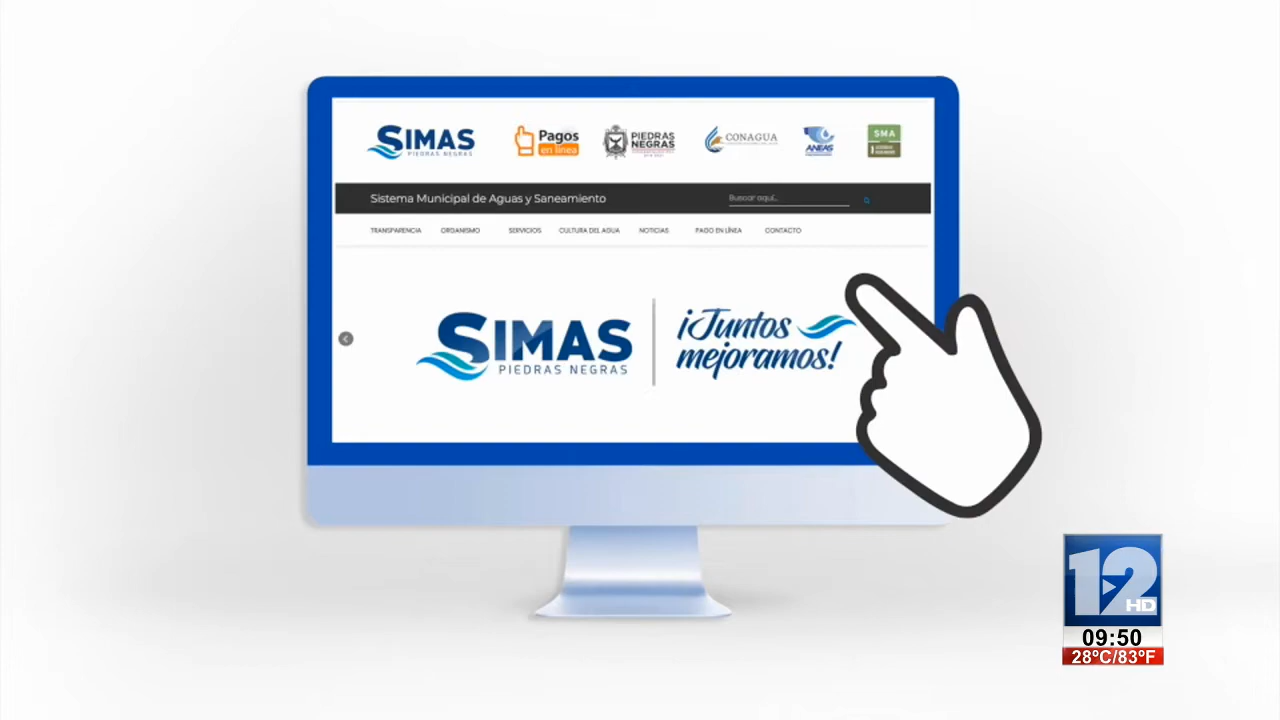 SIMAS
PIEDRAS NEGRAS
Pagos
en línea
PIEDRAS
NEGRAS
CONAGUA
ANEAS
SMA
Sistema Municipal de Aguas y Saneamiento
Buscar aquí...
TRANSPARENCIA ORGANISMO SERVICIOS CULTURA DEL AGUA NOTICIAS PAGO EN LÍNEA CONTACTO
SIMAS
PIEDRAS NEGRAS
¡Juntos
mejoramos!
12
HD
09:50
28°C/83°F